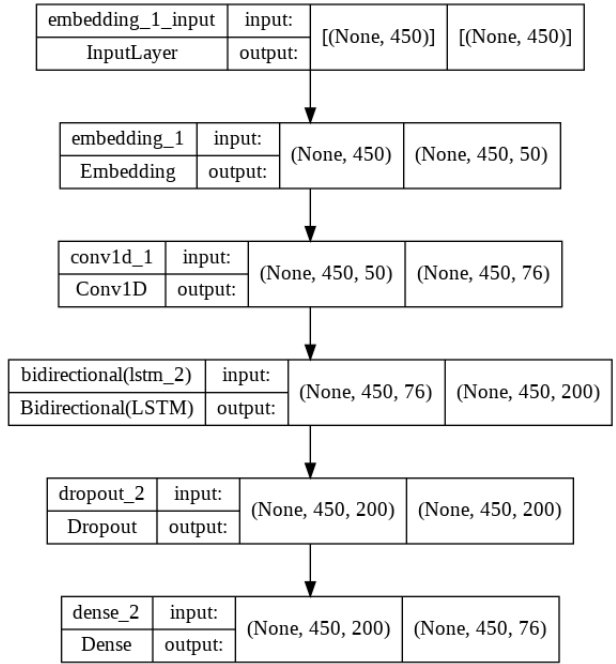 embedding_1_input input: [(None, 450)] [(None, 450)]
InputLayer output:
embedding_1 input: (None, 450) (None, 450, 50)
Embedding output:
conv1d_1 input: (None, 450, 50) (None, 450, 76)
Conv1D output:
bidirectional(lstm_2) input: (None, 450, 76) (None, 450, 200)
Bidirectional(LSTM) output:
dropout_2 input: (None, 450, 200) (None, 450, 200)
Dropout output:
dense_2 input: (None, 450, 200) (None, 450, 76)
Dense output: